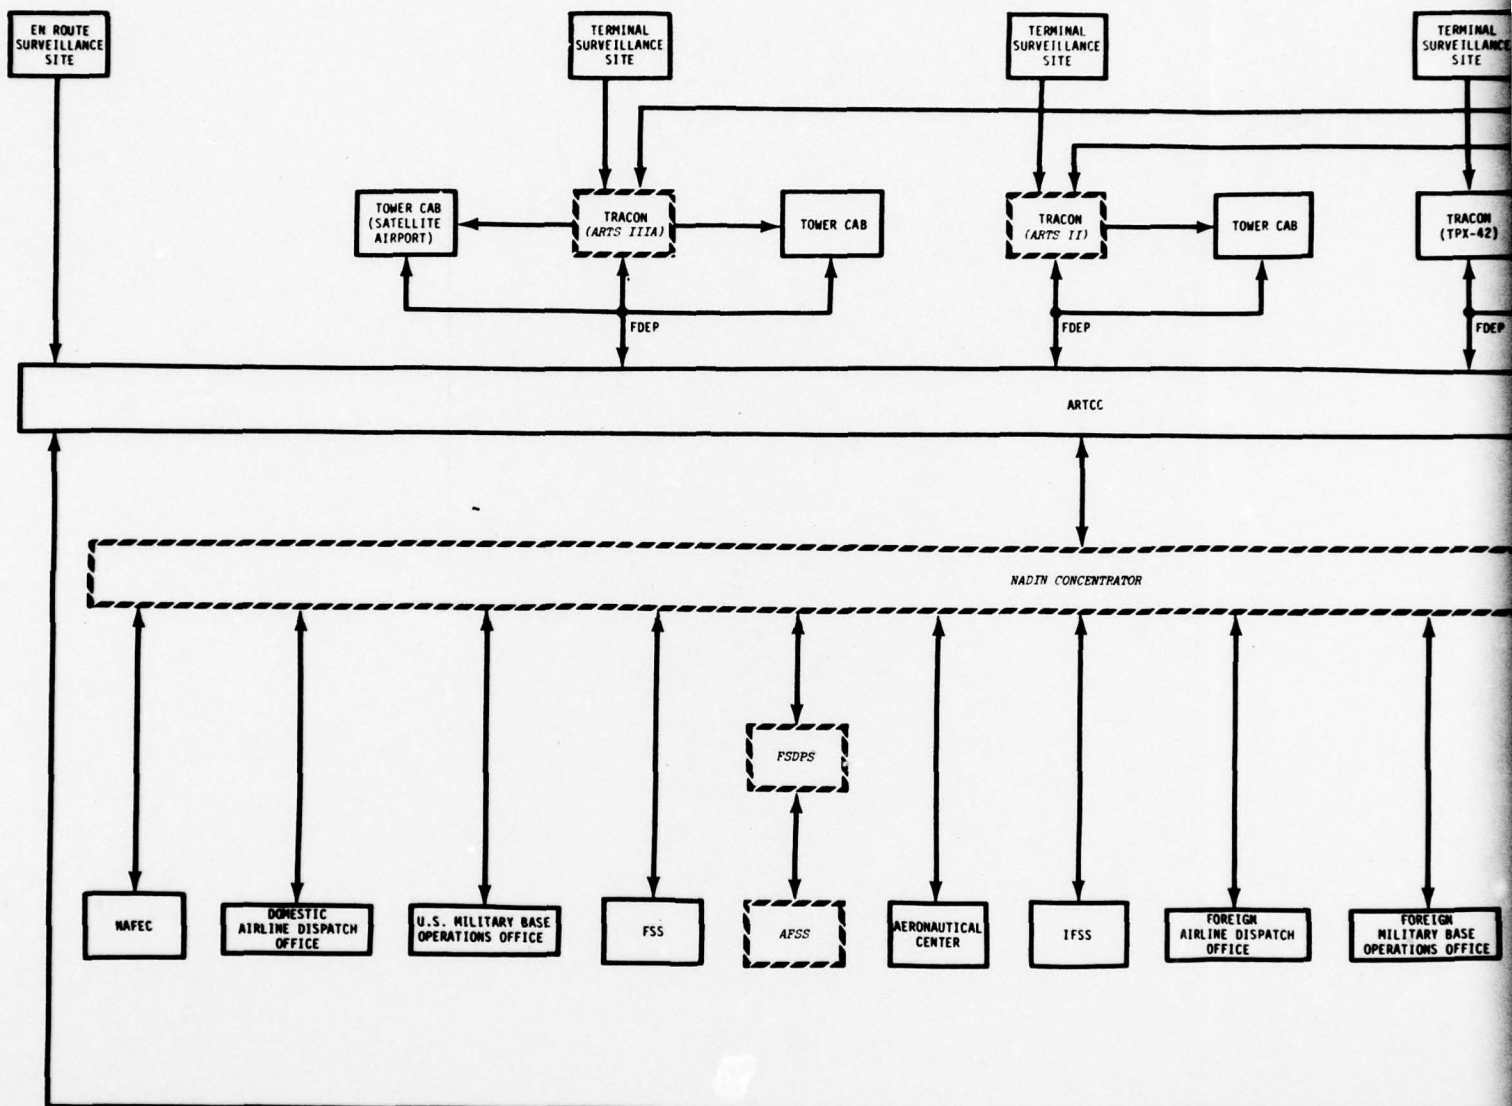 EN ROUTE
SURVEILLANCE
SITE
TERMINAL
SURVEILLANCE
SITE
TERMINAL
SURVEILLANCE
SITE
TERMINAL
SURVEILLANCE
SITE
TOWER CAB
(SATELLITE
AIRPORT)
TRACON
(ARTS IIIA)
TOWER CAB
TRACON
(ARTS II)
TOWER CAB
TRACON
(TPX-42)
FDEP
FDEP
FDEP
ARTCC
NADIN CONCENTRATOR
FSDPS
NAFEC
DOMESTIC
AIRLINE DISPATCH
OFFICE
U.S. MILITARY BASE
OPERATIONS OFFICE
FSS
AFSS
AERONAUTICAL
CENTER
IFSS
FOREIGN
AIRLINE DISPATCH
OFFICE
FOREIGN
MILITARY BASE
OPERATIONS OFFICE